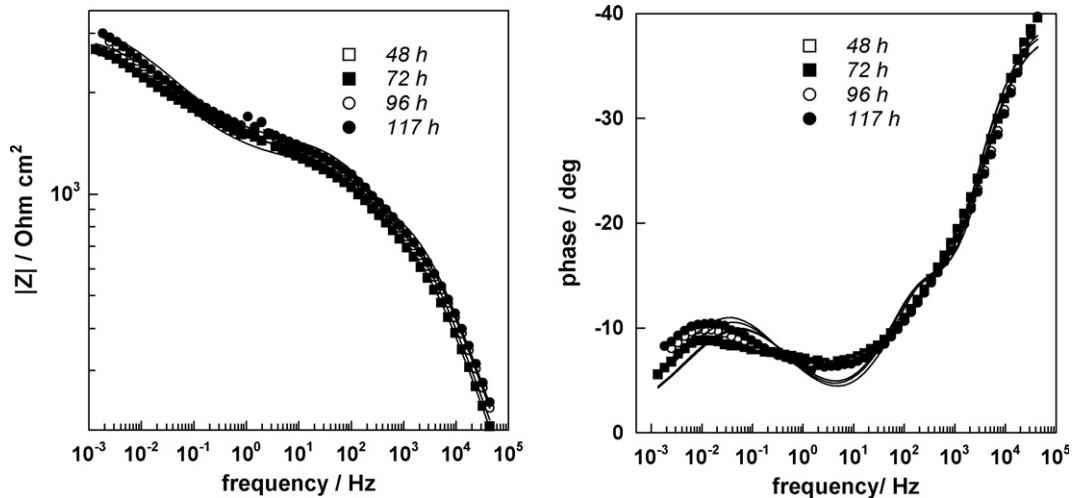 |Z| / Ohm cm²
10³
48 h
72 h
96 h
117 h
10⁻³ 10⁻² 10⁻¹ 10⁰ 10¹ 10² 10³ 10⁴ 10⁵
frequency / Hz
phase / deg
-40
-30
-20
-10
0
48 h
72 h
96 h
117 h
10⁻³ 10⁻² 10⁻¹ 10⁰ 10¹ 10² 10³ 10⁴ 10⁵
frequency/ Hz